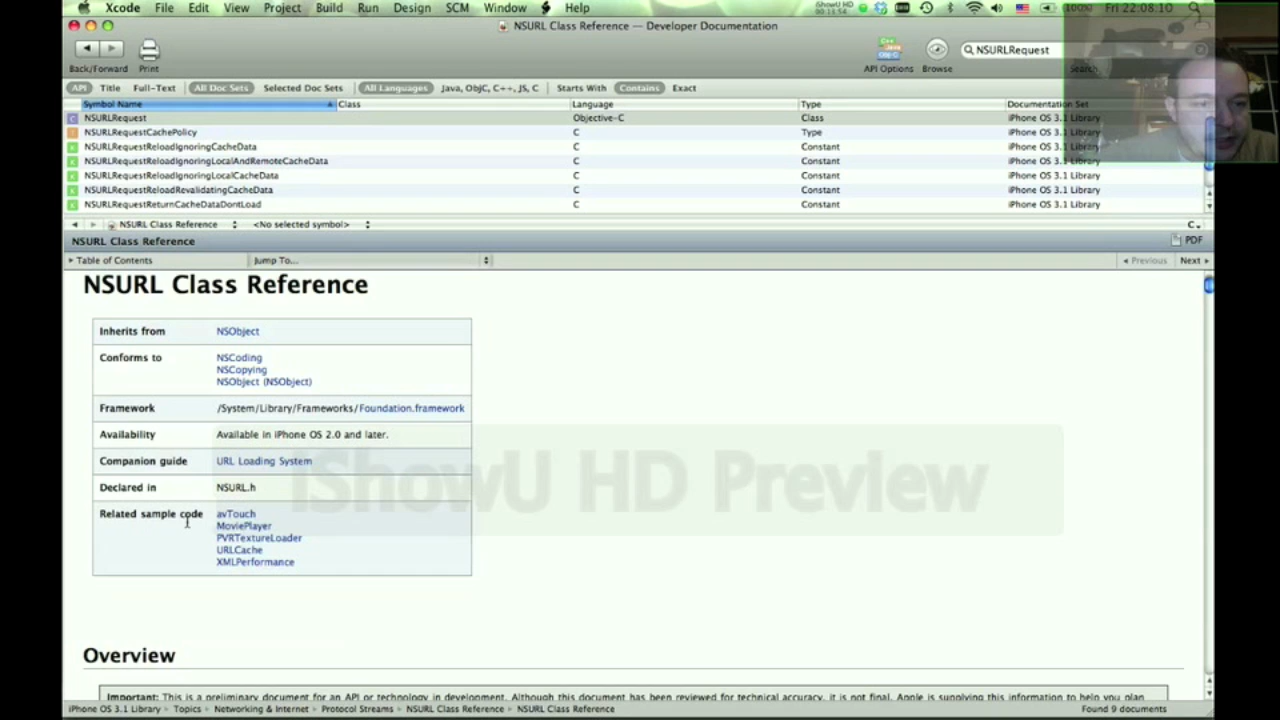 Xcode File Edit View Project Build Run Design SCM Window Help iShowU HD 00:15:54 Fri 22:08:10
NSURL Class Reference — Developer Documentation
NSURLRequest
Back/Forward Print API Options Browse Search
API Title Full-Text All Doc Sets Selected Doc Sets All Languages Java, ObjC, C++, JS, C Starts With Contains Exact
Symbol Name Class Language Type Documentation Set
NSURLRequest Objective-C Class iPhone OS 3.1 Library
NSURLRequestCachePolicy C Type iPhone OS 3.1 Library
NSURLRequestReloadIgnoringCacheData C Constant iPhone OS 3.1 Library
NSURLRequestReloadIgnoringLocalAndRemoteCacheData C Constant iPhone OS 3.1 Library
NSURLRequestReloadIgnoringLocalCacheData C Constant iPhone OS 3.1 Library
NSURLRequestReloadRevalidatingCacheData C Constant iPhone OS 3.1 Library
NSURLRequestReturnCacheDataDontLoad C Constant iPhone OS 3.1 Library
NSURL Class Reference <No selected symbol> C
NSURL Class Reference PDF
Table of Contents Jump To... Previous Next
NSURL Class Reference
Inherits from NSObject
Conforms to NSCoding
NSCopying
NSObject (NSObject)
Framework /System/Library/Frameworks/Foundation.framework
Availability Available in iPhone OS 2.0 and later.
Companion guide URL Loading System
iShowU HD Preview
Declared in NSURL.h
Related sample code avTouch
MoviePlayer
PVRTextureLoader
URLCache
XMLPerformance
Overview
Important: This is a preliminary document for an API or technology in development. Although this document has been reviewed for technical accuracy, it is not final. Apple is supplying this information to help you plan
iPhone OS 3.1 Library Topics Networking & Internet Protocol Streams NSURL Class Reference NSURL Class Reference Found 9 documents